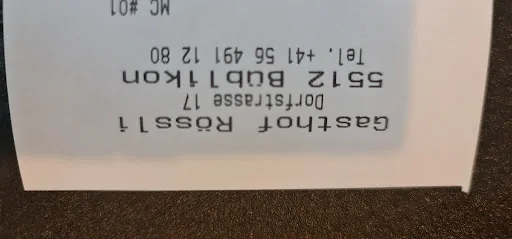 Gasthof Rössli
Dorfstrasse 17
5512 Büblikon
Tel. +41 56 491 12 80
MC #01